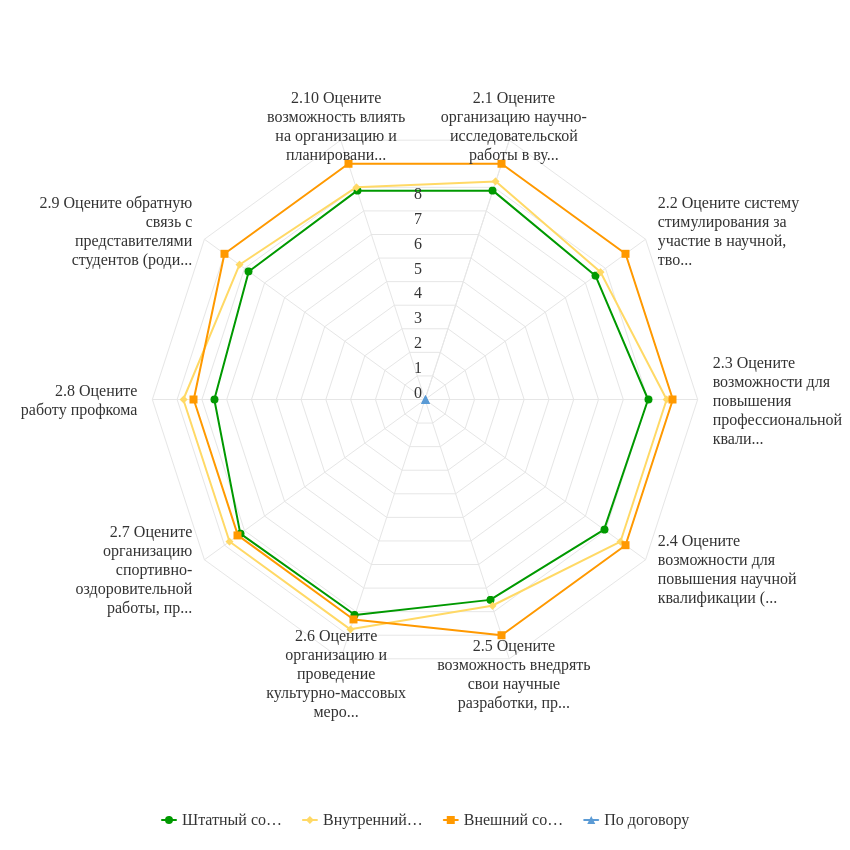 2.10 Оцените
возможность влиять
на организацию и
планировани...
2.1 Оцените
организацию научно-
исследовательской
работы в ву...
2.9 Оцените обратную
связь с
представителями
студентов (роди...
2.2 Оцените систему
стимулирования за
участие в научной,
тво...
8
7
6
5
4
3
2
1
0
2.8 Оцените
работу профкома
2.3 Оцените
возможности для
повышения
профессиональной
квали...
2.7 Оцените
организацию
спортивно-
оздоровительной
работы, пр...
2.4 Оцените
возможности для
повышения научной
квалификации (...
2.6 Оцените
организацию и
проведение
культурно-массовых
меро...
2.5 Оцените
возможность внедрять
свои научные
разработки, пр...
Штатный со… Внутренний… Внешний со… По договору